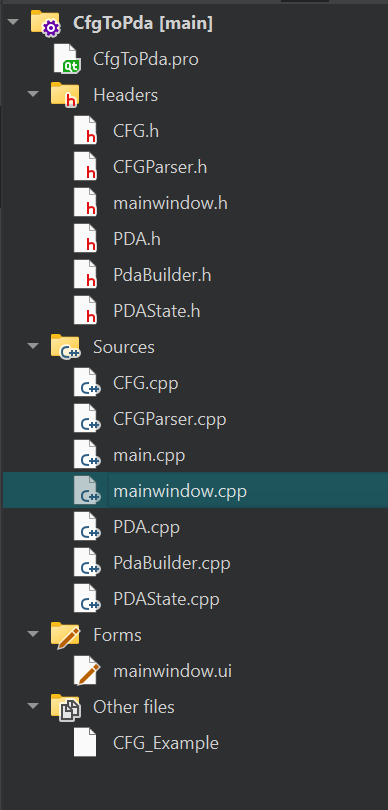 CfgToPda [main]
CfgToPda.pro
Headers
CFG.h
CFGParser.h
mainwindow.h
PDA.h
PdaBuilder.h
PDAState.h
Sources
CFG.cpp
CFGParser.cpp
main.cpp
mainwindow.cpp
PDA.cpp
PdaBuilder.cpp
PDAState.cpp
Forms
mainwindow.ui
Other files
CFG_Example